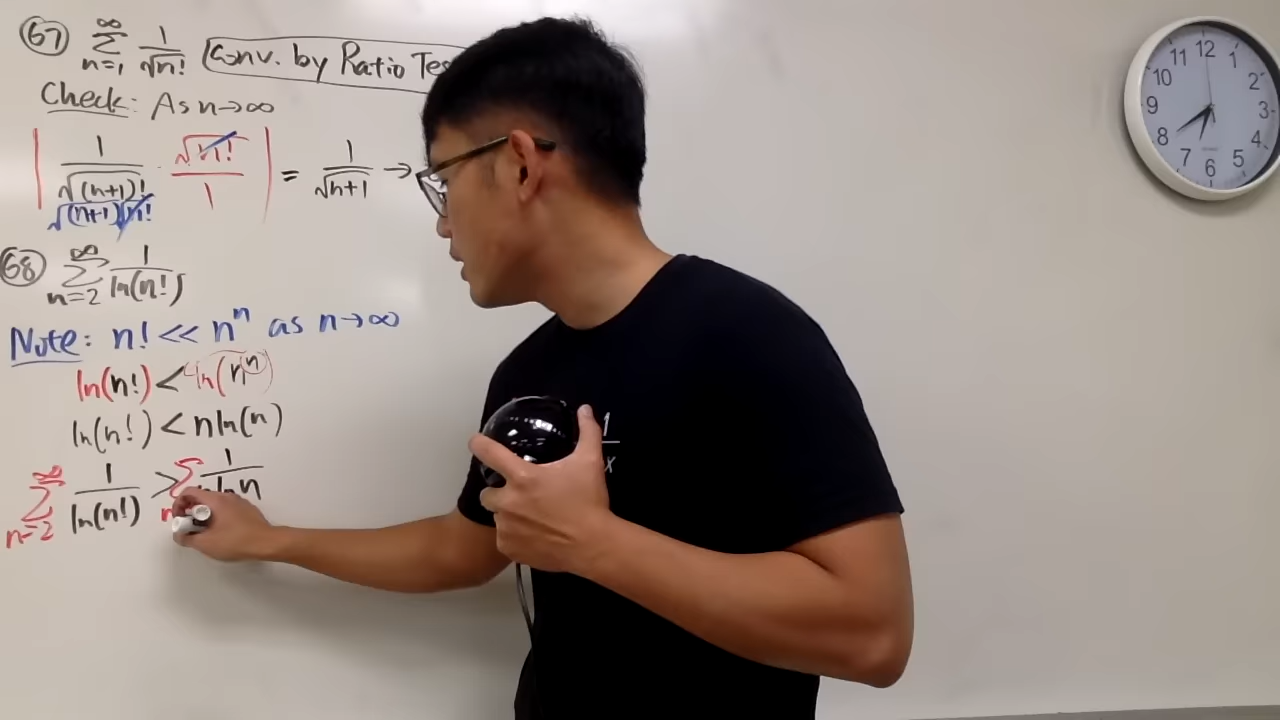 67 ∞ Σ n=1 1/√n! Conv. by Ratio Tes
Check: As n→∞
| 1/√(n+1)! · √n!/1 | = 1/√n+1 →
√(n+1)√n!
68 ∞ Σ n=2 1/ln(n!)
Note: n! << n^n as n→∞
ln(n!) < ln(n^n)
ln(n!) < n ln(n)
∞ Σ n=2 1/ln(n!) > Σ 1/n ln n
1/x
12 1 2 3 4 5 6 7 8 9 10 11